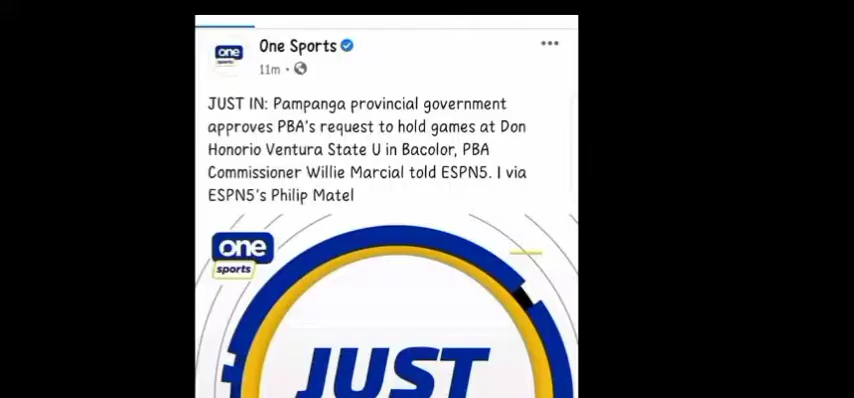 one
sports
One Sports
11m
JUST IN: Pampanga provincial government
approves PBA's request to hold games at Don
Honorio Ventura State U in Bacolor, PBA
Commissioner Willie Marcial told ESPN5. I via
ESPN5's Philip Matel
one
sports
JUST